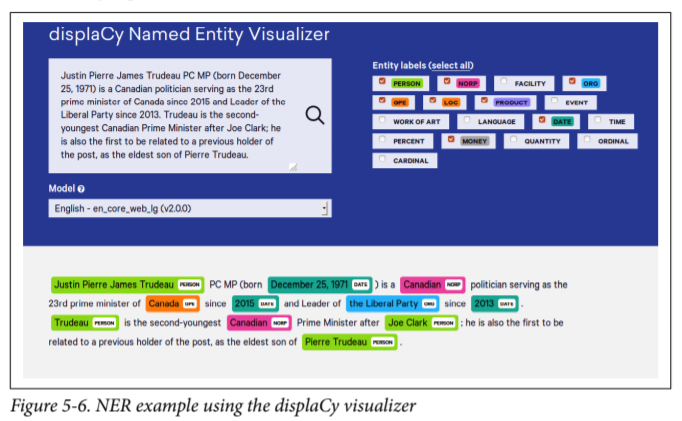 displaCy Named Entity Visualizer
Justin Pierre James Trudeau PC MP (born December
25, 1971) is a Canadian politician serving as the 23rd
prime minister of Canada since 2015 and Leader of the
Liberal Party since 2013. Trudeau is the second-
youngest Canadian Prime Minister after Joe Clark; he
is also the first to be related to a previous holder of
the post, as the eldest son of Pierre Trudeau.
Model ?
English - en_core_web_lg (v2.0.0)
Entity labels (select all)
PERSON NORP FACILITY ORG
GPE LOC PRODUCT EVENT
WORK OF ART LANGUAGE DATE TIME
PERCENT MONEY QUANTITY ORDINAL
CARDINAL
Justin Pierre James Trudeau PERSON PC MP (born December 25, 1971 DATE ) is a Canadian NORP politician serving as the
23rd prime minister of Canada GPE since 2015 DATE and Leader of the Liberal Party ORG since 2013 DATE .
Trudeau PERSON is the second-youngest Canadian NORP Prime Minister after Joe Clark PERSON ; he is also the first to be
related to a previous holder of the post, as the eldest son of Pierre Trudeau PERSON .
Figure 5-6. NER example using the displaCy visualizer